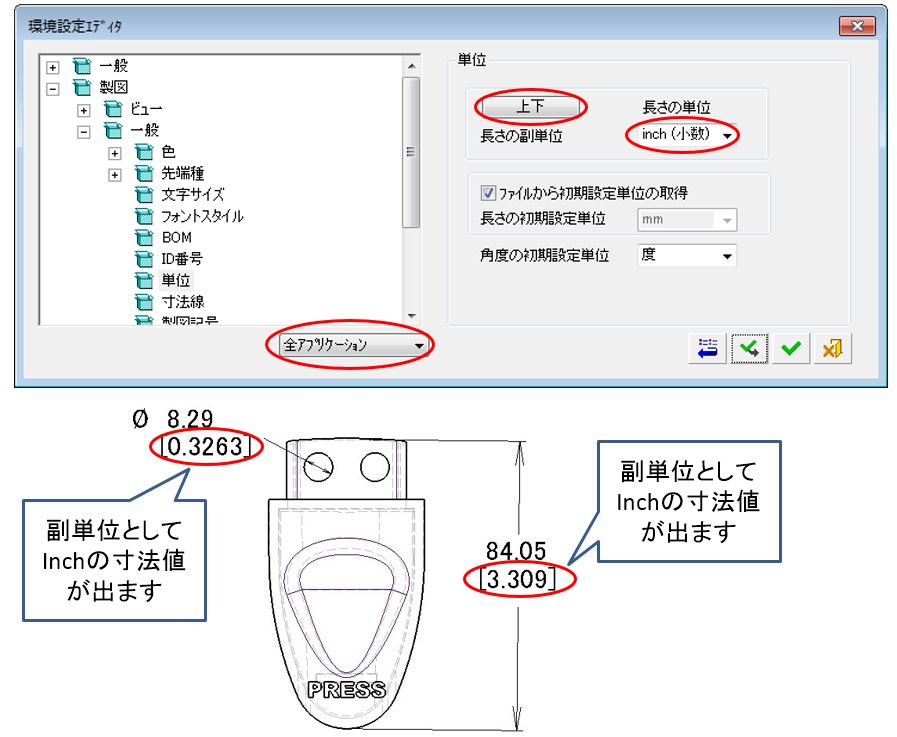 環境設定ｴﾃﾞｨﾀ
一般
製図
ビュー
一般
色
先端種
文字サイズ
フォントスタイル
BOM
ID番号
単位
寸法線
製図記号
全アプリケーション
単位
上下
長さの単位
長さの副単位
inch (小数)
ファイルから初期設定単位の取得
長さの初期設定単位
mm
角度の初期設定単位
度
Ø 8.29
[0.3263]
副単位として
Inchの寸法値
が出ます
84.05
[3.309]
副単位として
Inchの寸法値
が出ます
PRESS